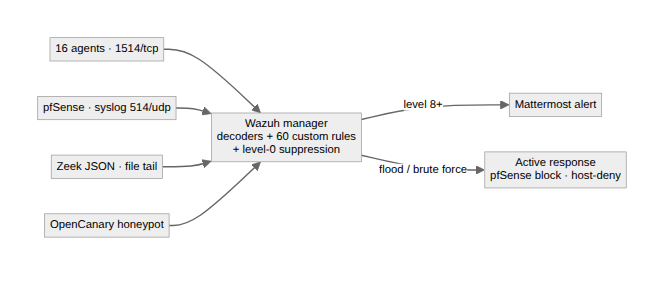 16 agents · 1514/tcp
pfSense · syslog 514/udp
Zeek JSON · file tail
OpenCanary honeypot
Wazuh manager
decoders + 60 custom rules
+ level-0 suppression
level 8+
flood / brute force
Mattermost alert
Active response
pfSense block · host-deny